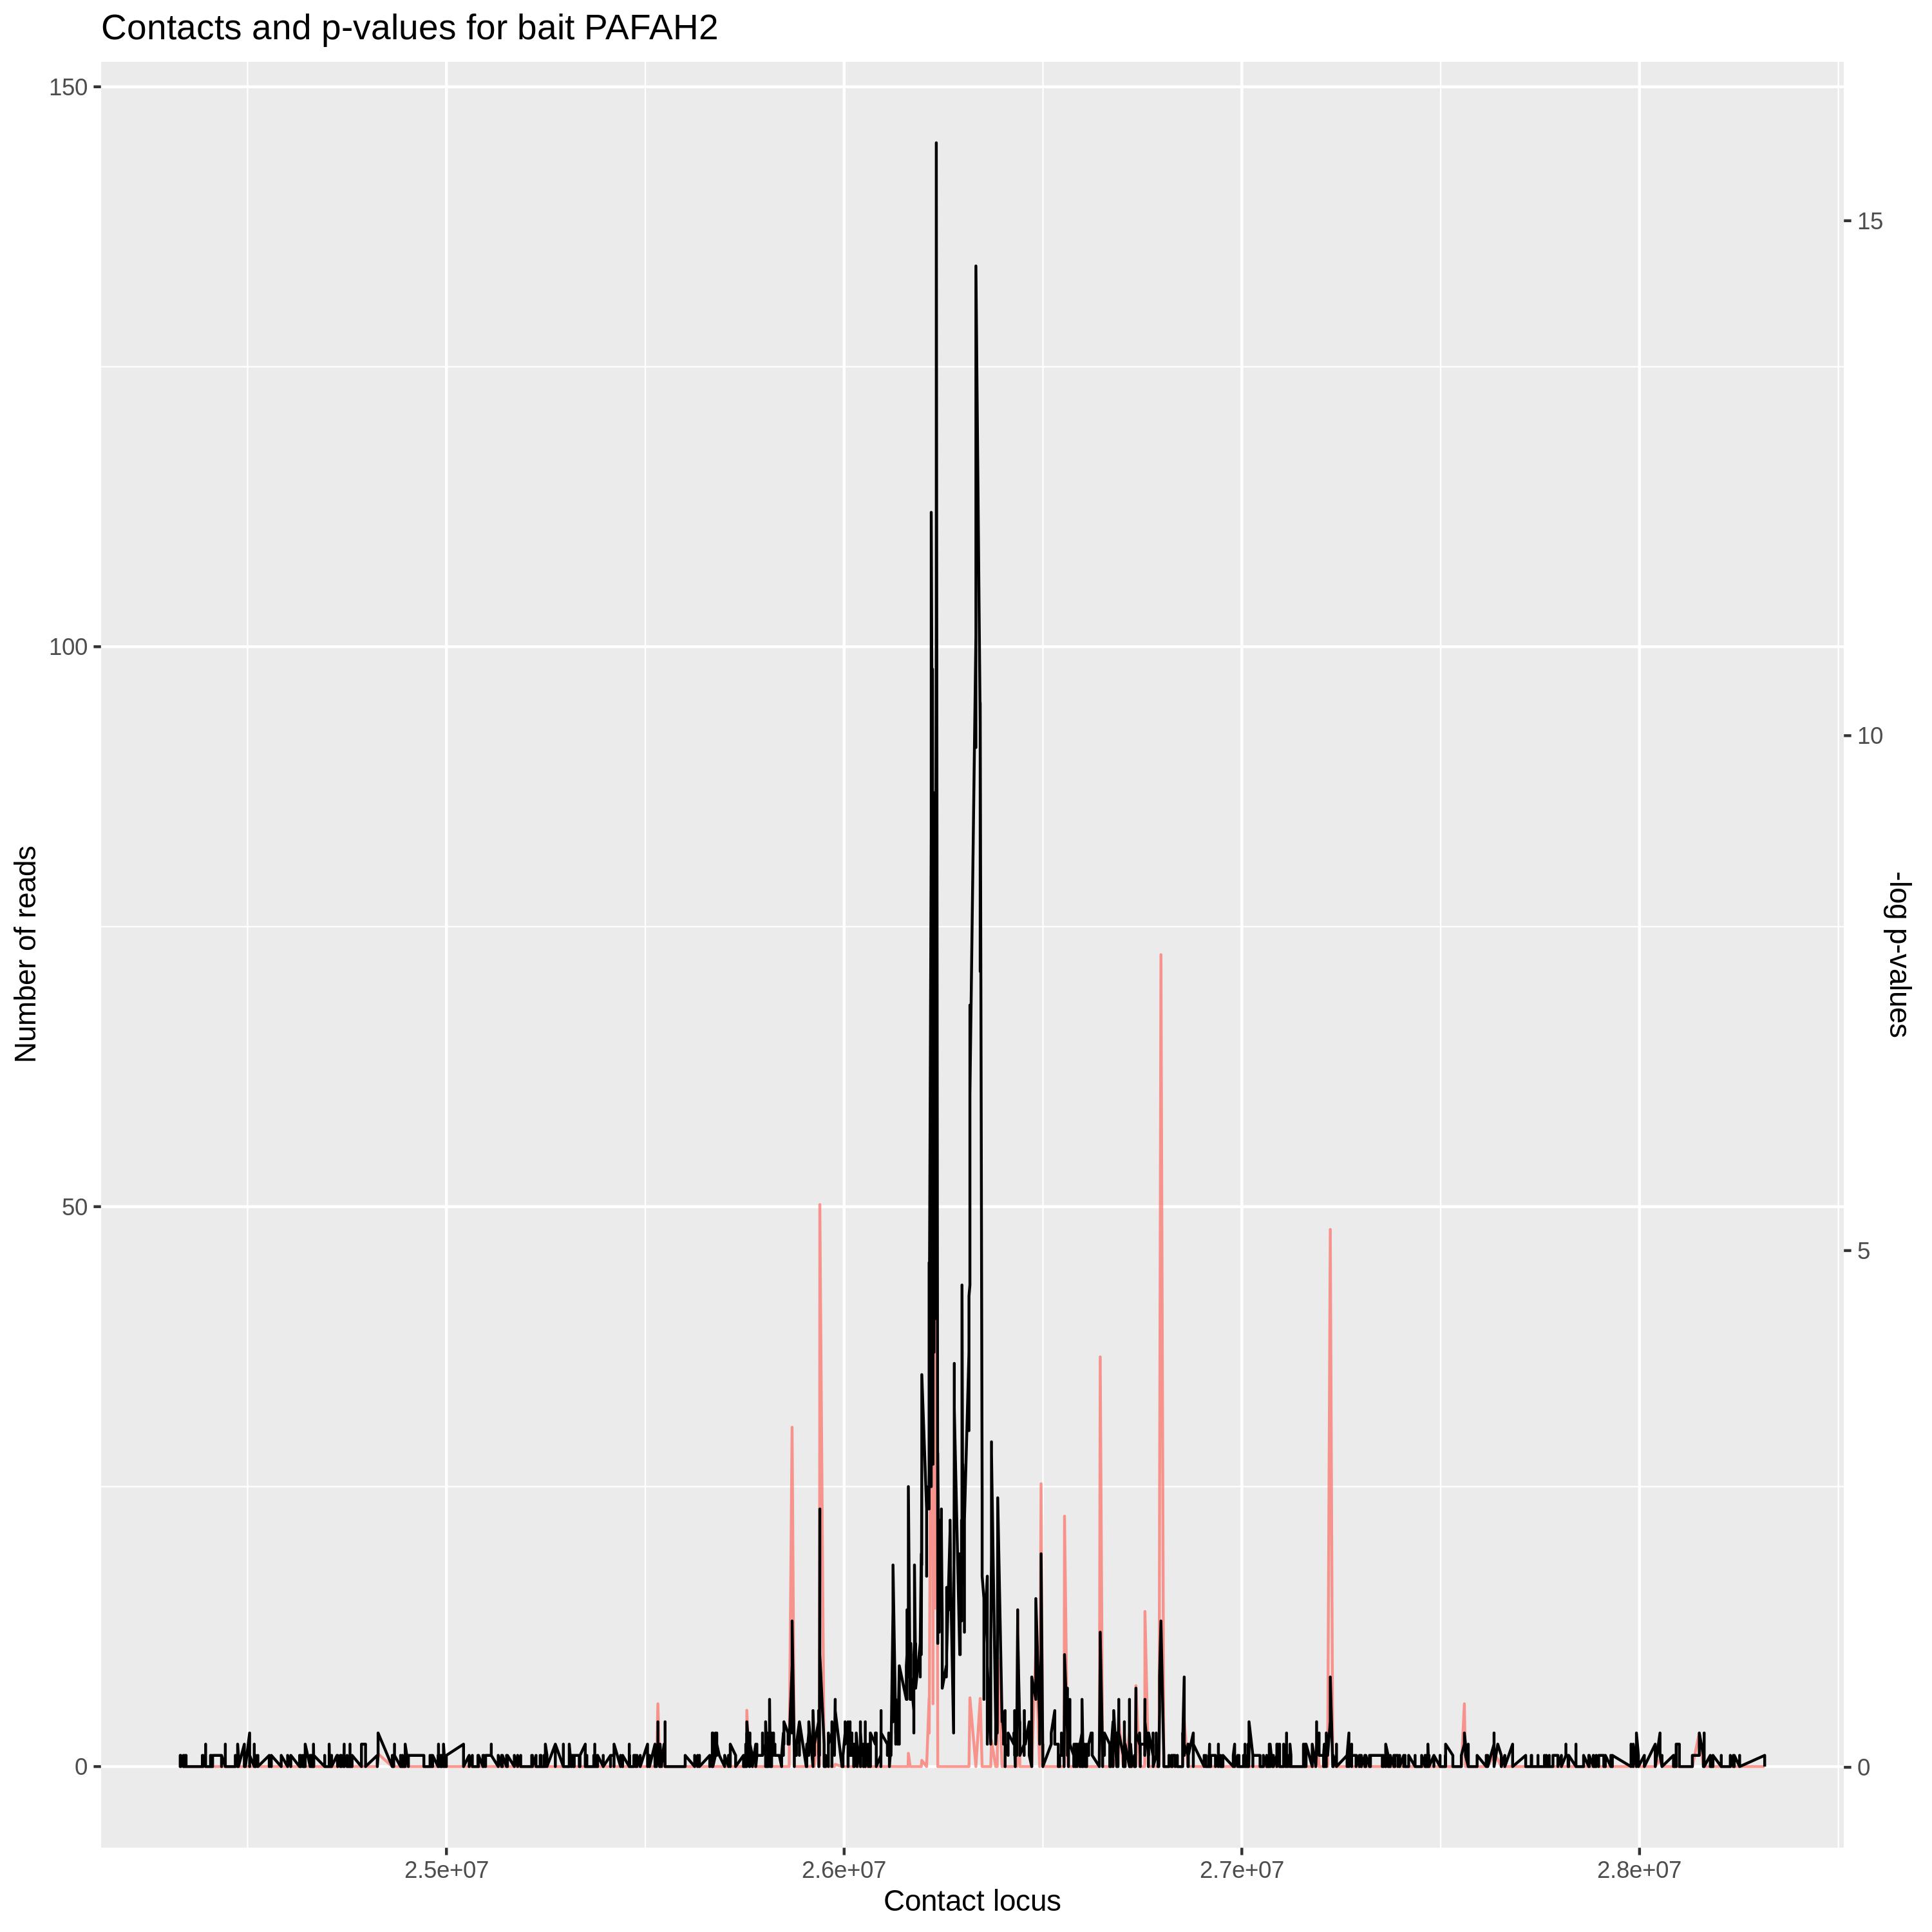 Contacts and p-values for bait PAFAH2
150
100
50
0
Number of reads
15
10
5
0
-log p-values
2.5e+07
2.6e+07
2.7e+07
2.8e+07
Contact locus